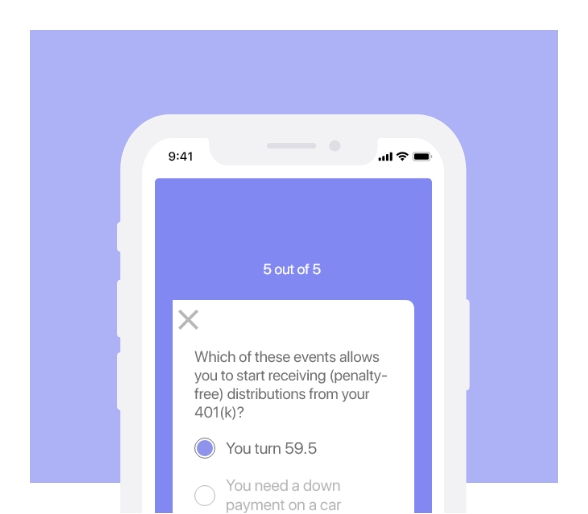 9:41
5 out of 5
Which of these events allows
you to start receiving (penalty-
free) distributions from your
401(k)?
You turn 59.5
You need a down
payment on a car